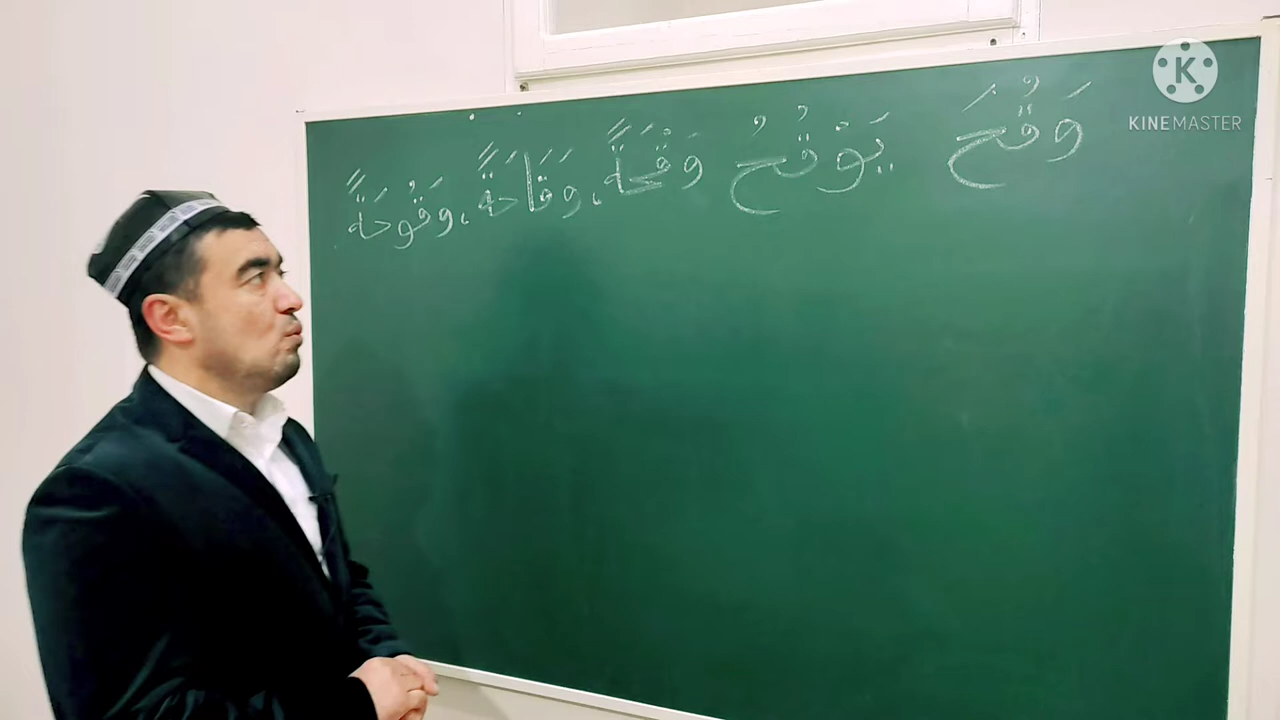 وَقُحَ يَوْقُحُ وَقْحَةً، وَقَاحَةً، وَقُوحَةً
KINEMASTER